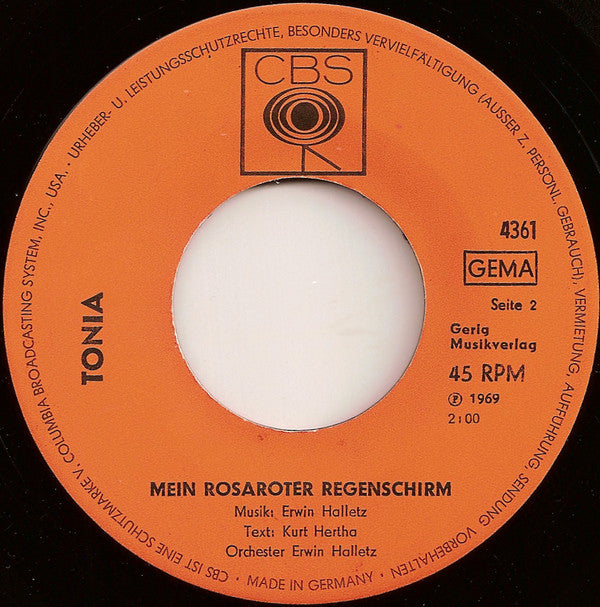 CBS
URHEBER- U. LEISTUNGSSCHUTZRECHTE, BESONDERS VERVIELFÄLTIGUNG (AUSSER Z. PERSÖNL. GEBRAUCH), VERMIETUNG, AUFFÜHRUNG, SENDUNG VORBEHALTEN • MADE IN GERMANY • CBS IST EINE SCHUTZMARKE V. COLUMBIA BROADCASTING SYSTEM, INC., USA. •
4361
GEMA
Seite 2
Gerig
Musikverlag
45 RPM
Ⓟ 1969
2:00
TONIA
MEIN ROSAROTER REGENSCHIRM
Musik: Erwin Halletz
Text: Kurt Hertha
Orchester Erwin Halletz